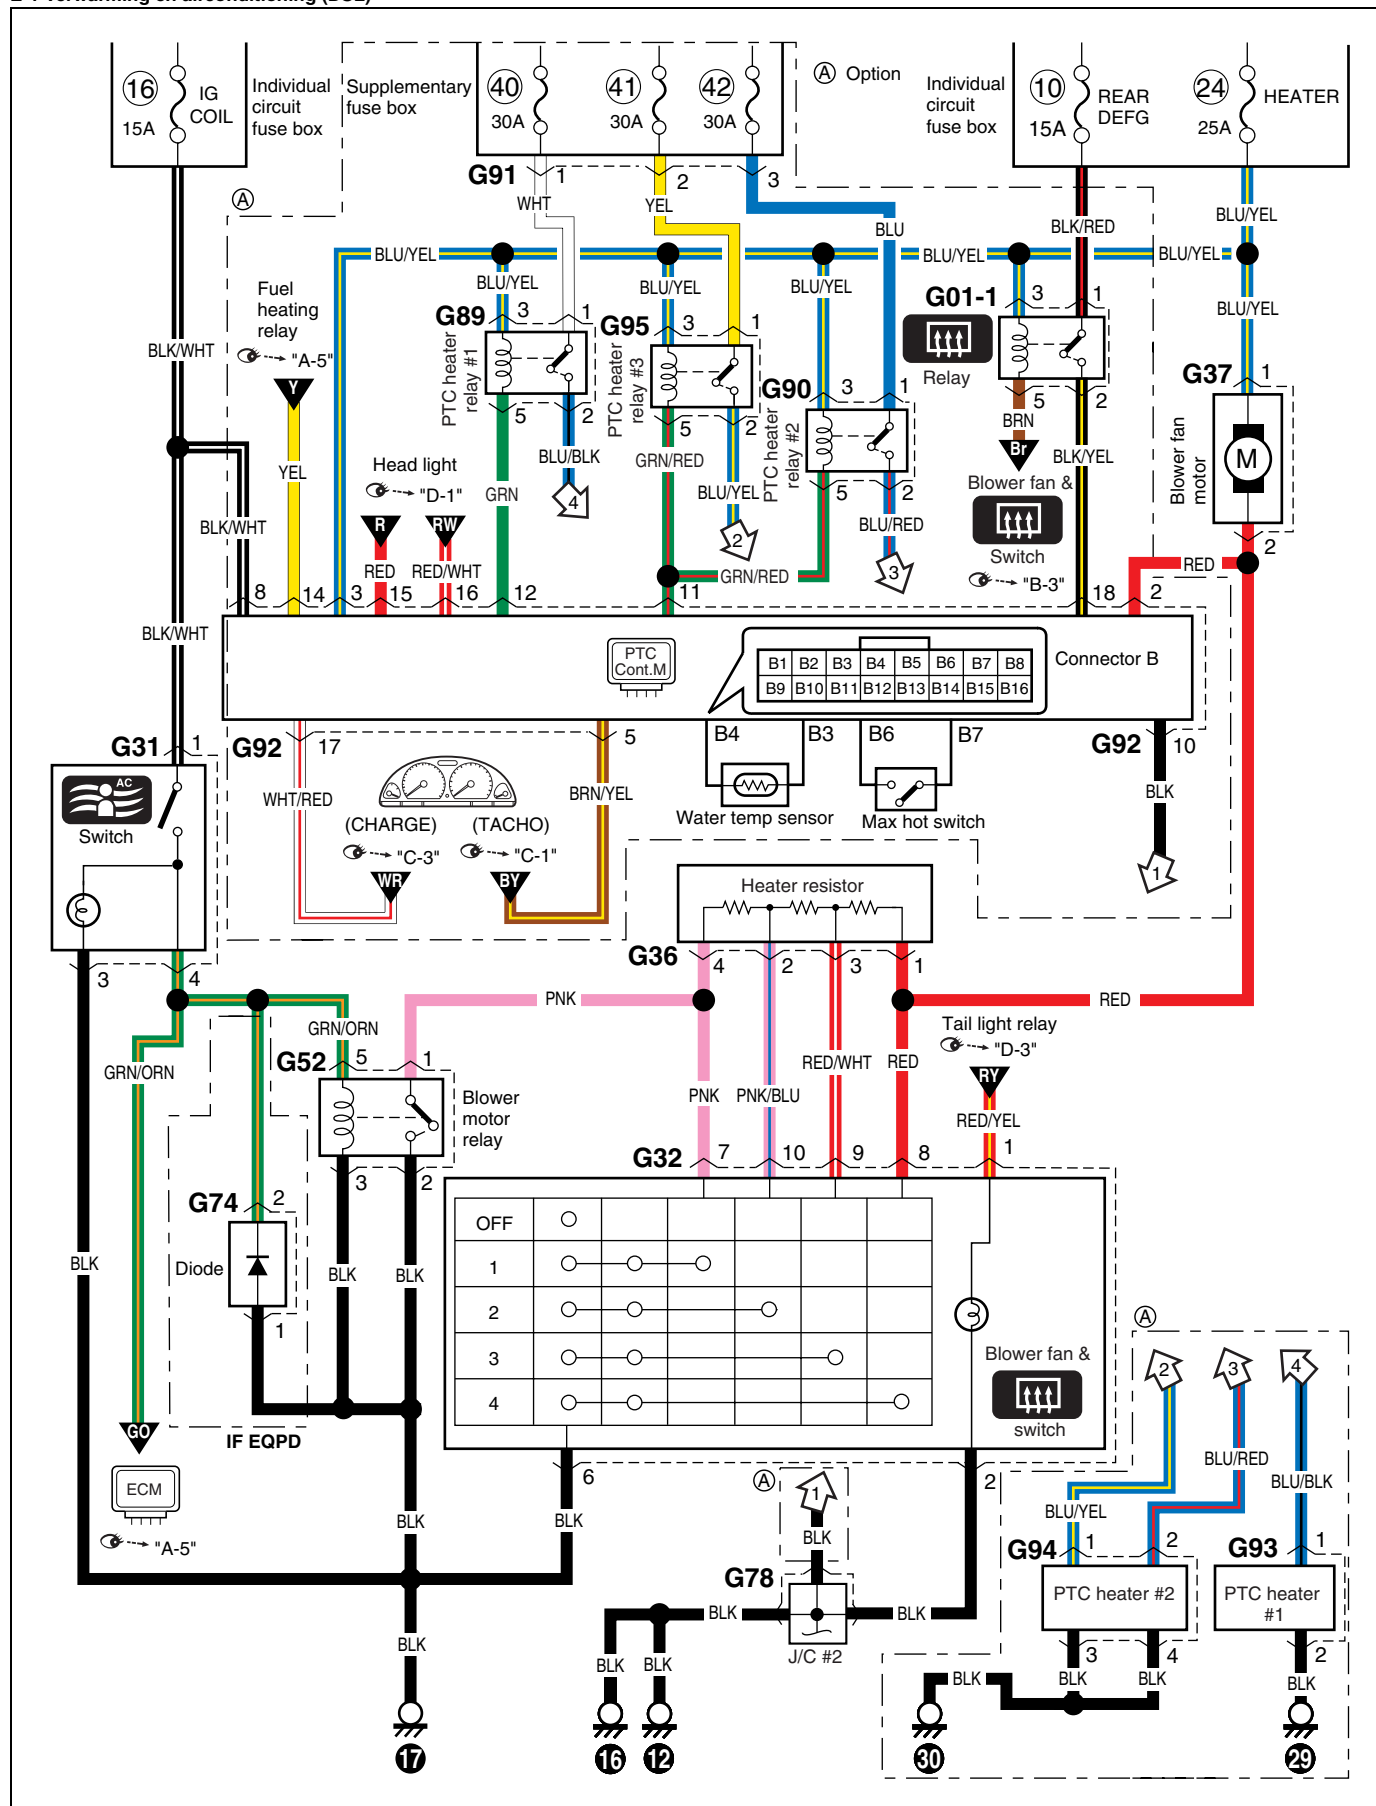 16
IG
COIL
15A
Individual
circuit
fuse box
Supplementary
fuse box
40
30A
41
30A
42
30A
A Option
Individual
circuit
fuse box
10
15A
REAR
DEFG
24
25A
HEATER
G91
1
2
3
WHT
YEL
BLU
BLK/RED
BLU/YEL
A
BLU/YEL
BLU/YEL
BLU/YEL
BLU/YEL
BLU/YEL
BLU/YEL
BLU/YEL
Fuel
heating
relay
"A-5"
Y
G89
3
1
PTC heater
relay #1
5
2
G95
3
1
PTC heater
relay #3
5
2
G90
3
1
PTC heater
relay #2
5
2
G01-1
3
1
Relay
5
2
BRN
Br
G37
1
Blower fan
motor
M
2
BLK/WHT
YEL
Head light
"D-1"
R
RW
GRN
BLU/BLK
4
GRN/RED
BLU/YEL
2
BLU/RED
3
BLK/YEL
Blower fan &
Switch
"B-3"
BLK/WHT
RED
RED/WHT
GRN/RED
RED
8
14
3
15
16
12
11
18
2
BLK/WHT
PTC
Cont.M
B1 B2 B3 B4 B5 B6 B7 B8
B9 B10 B11 B12 B13 B14 B15 B16
Connector B
G31
1
G92
17
5
B4
B3
B6
B7
G92
10
AC
Switch
WHT/RED
(CHARGE)
"C-3"
WR
(TACHO)
"C-1"
BY
BRN/YEL
Water temp sensor
Max hot switch
BLK
1
Heater resistor
3
4
G36
4
2
3
1
PNK
RED
GRN/ORN
GRN/ORN
G52
5
1
Blower
motor
relay
3
2
PNK
PNK/BLU
RED/WHT
RED
Tail light relay
"D-3"
RY
RED/YEL
G32
7
10
9
8
1
G74
2
Diode
1
IF EQPD
BLK
BLK
BLK
OFF
1
2
3
4
Blower fan &
switch
6
2
A
2
3
4
GO
ECM
"A-5"
BLK
BLK
A
1
BLK
BLU/YEL
BLU/RED
BLU/BLK
G78
J/C #2
BLK
BLK
G94
1
2
PTC heater #2
3
4
G93
1
PTC heater
#1
2
BLK
BLK
BLK
BLK
BLK
BLK
BLK
17
16
12
30
29